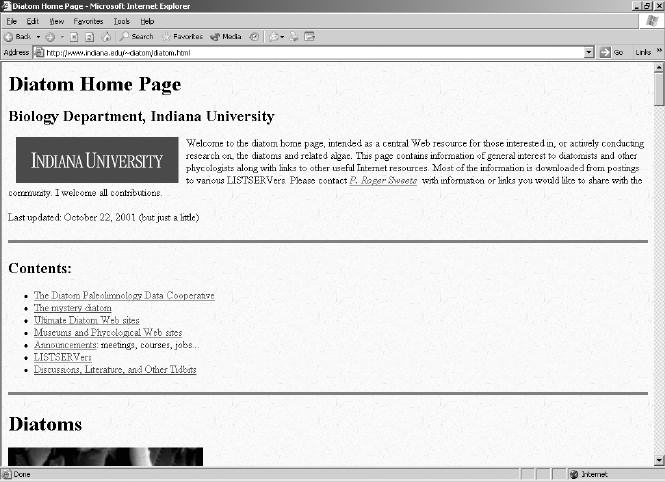 Diatom Home Page - Microsoft Internet Explorer
File Edit View Favorites Tools Help
Back Search Favorites Media
Address http://www.indiana.edu/~diatom/diatom.html Go Links »
Diatom Home Page
Biology Department, Indiana University
INDIANA UNIVERSITY
Welcome to the diatom home page, intended as a central Web resource for those interested in, or actively conducting
research on, the diatoms and related algae. This page contains information of general interest to diatomists and other
phycologists along with links to other useful Internet resources. Most of the information is downloaded from postings
to various LISTSERVers. Please contact P. Roger Sweets with information or links you would like to share with the
community. I welcome all contributions.
Last updated: October 22, 2001 (but just a little)
Contents:
• The Diatom Paleolimnology Data Cooperative
• The mystery diatom
• Ultimate Diatom Web sites
• Museums and Phycological Web sites
• Announcements: meetings, courses, jobs...
• LISTSERVers
• Discussions, Literature, and Other Tidbits
Diatoms
Done Internet